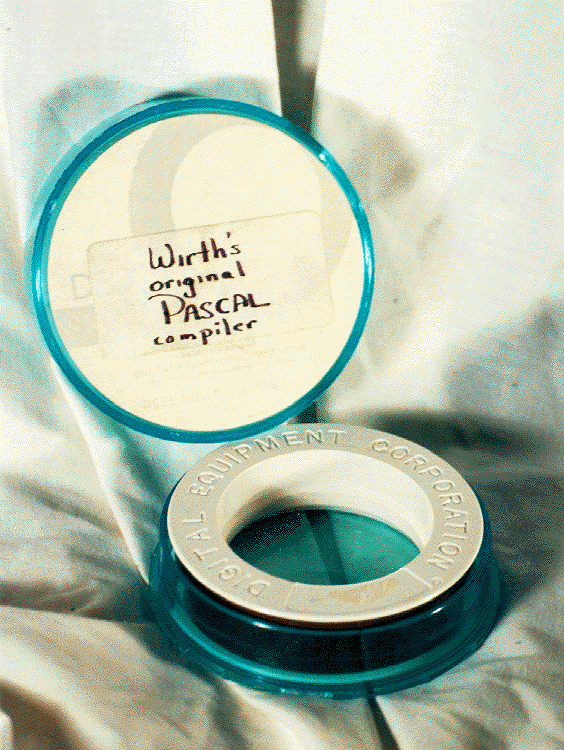 Wirth's
original
PASCAL
compiler
DIGITAL EQUIPMENT CORPORATION